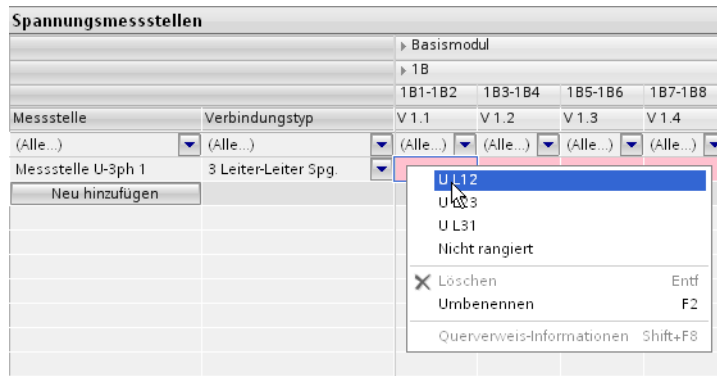 Spannungsmessstellen
Basismodul
1B
1B1-1B2 1B3-1B4 1B5-1B6 1B7-1B8
Messstelle Verbindungstyp V 1.1 V 1.2 V 1.3 V 1.4
(Alle...) (Alle...) (Alle...) (Alle...) (Alle...) (Alle...)
Messstelle U-3ph 1 3 Leiter-Leiter Spg.
Neu hinzufügen
U L12
U L23
U L31
Nicht rangiert
Löschen Entf
Umbenennen F2
Querverweis-Informationen Shift+F8